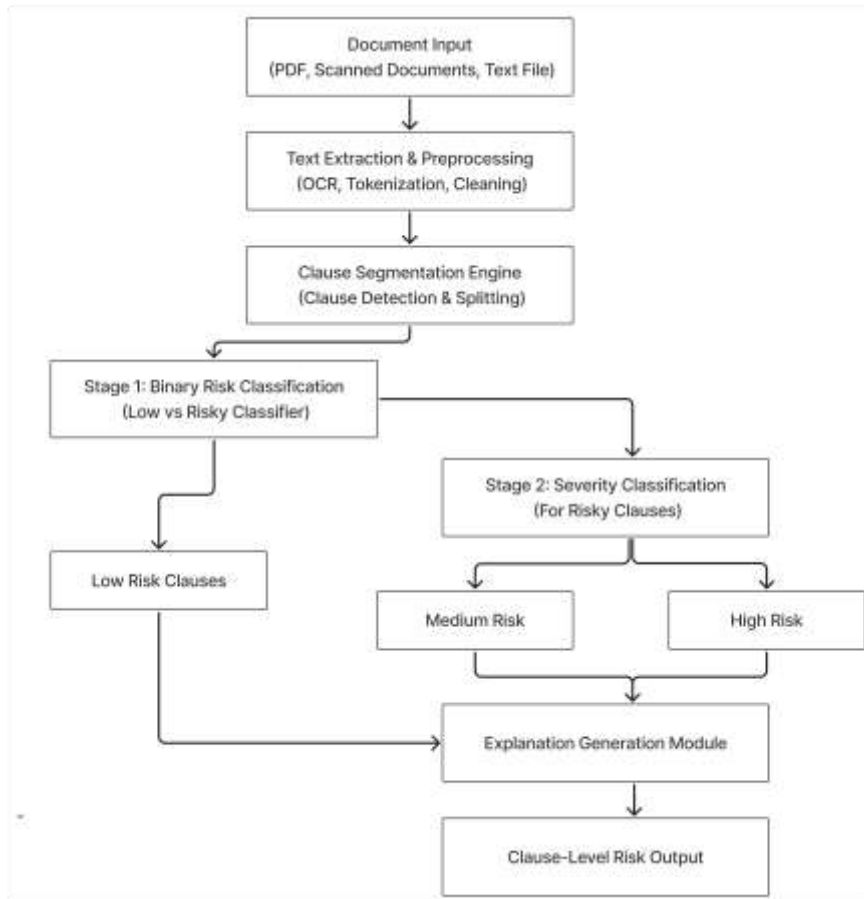 Document Input
(PDF, Scanned Documents, Text File)
Text Extraction & Preprocessing
(OCR, Tokenization, Cleaning)
Clause Segmentation Engine
(Clause Detection & Splitting)
Stage 1: Binary Risk Classification
(Low vs Risky Classifier)
Stage 2: Severity Classification
(For Risky Clauses)
Low Risk Clauses
Medium Risk
High Risk
Explanation Generation Module
Clause-Level Risk Output